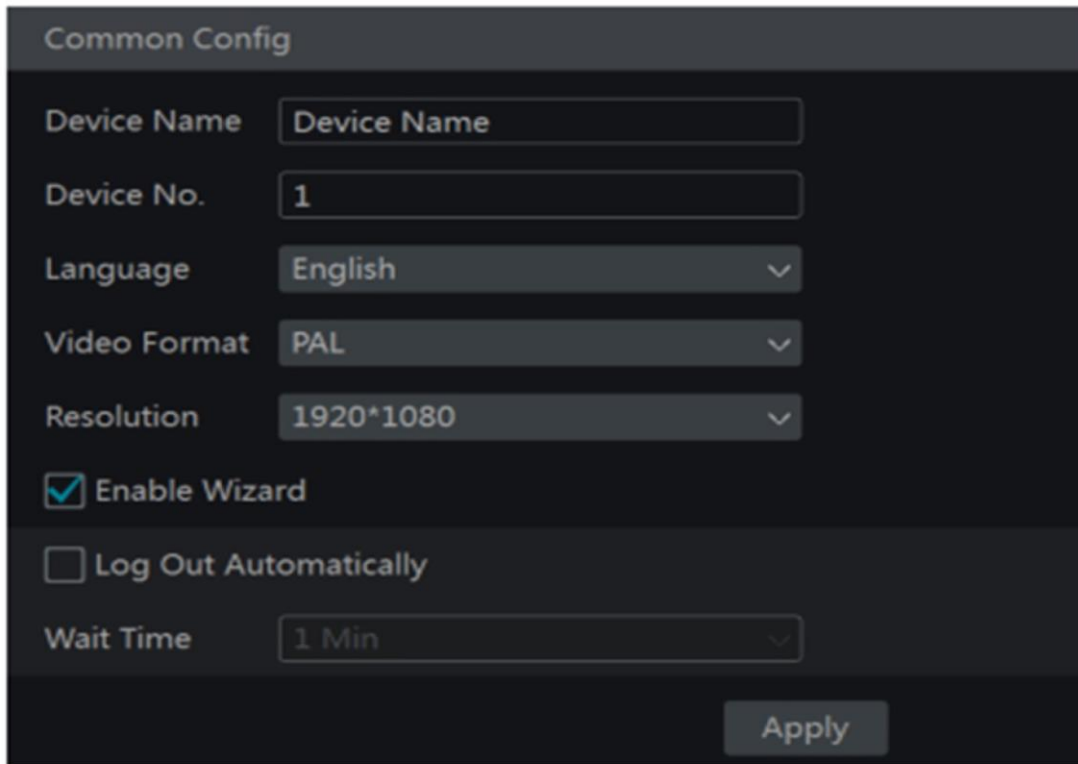 Common Config
Device Name Device Name
Device No. 1
Language English
Video Format PAL
Resolution 1920*1080
Enable Wizard
Log Out Automatically
Wait Time 1 Min
Apply